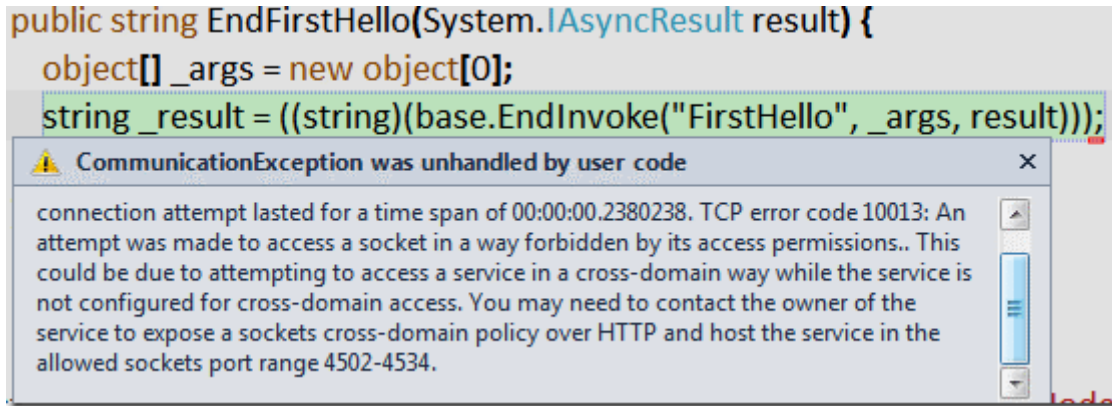 public string EndFirstHello(System.IAsyncResult result) {
object[] _args = new object[0];
string _result = ((string)(base.EndInvoke("FirstHello", _args, result)));
CommunicationException was unhandled by user code
connection attempt lasted for a time span of 00:00:00.2380238. TCP error code 10013: An
attempt was made to access a socket in a way forbidden by its access permissions.. This
could be due to attempting to access a service in a cross-domain way while the service is
not configured for cross-domain access. You may need to contact the owner of the
service to expose a sockets cross-domain policy over HTTP and host the service in the
allowed sockets port range 4502-4534.